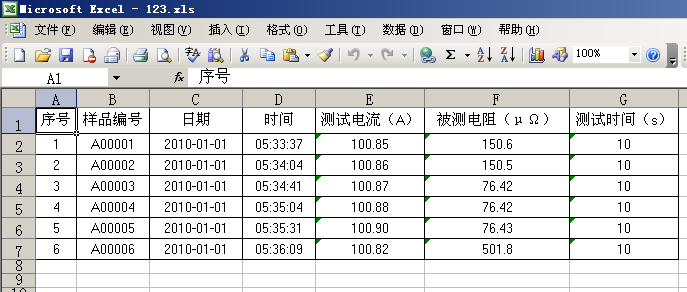 Microsoft Excel - 123.xls
文件(F) 编辑(E) 视图(V) 插入(I) 格式(O) 工具(T) 数据(D) 窗口(W) 帮助(H)
100%
A1 fx 序号
A B C D E F G
1 序号 样品编号 日期 时间 测试电流（A） 被测电阻（μΩ） 测试时间（s）
2 1 A00001 2010-01-01 05:33:37 100.85 150.6 10
3 2 A00002 2010-01-01 05:34:04 100.86 150.5 10
4 3 A00003 2010-01-01 05:34:41 100.87 76.42 10
5 4 A00004 2010-01-01 05:35:04 100.88 76.42 10
6 5 A00005 2010-01-01 05:35:31 100.90 76.43 10
7 6 A00006 2010-01-01 05:36:09 100.82 501.8 10
8
9
10